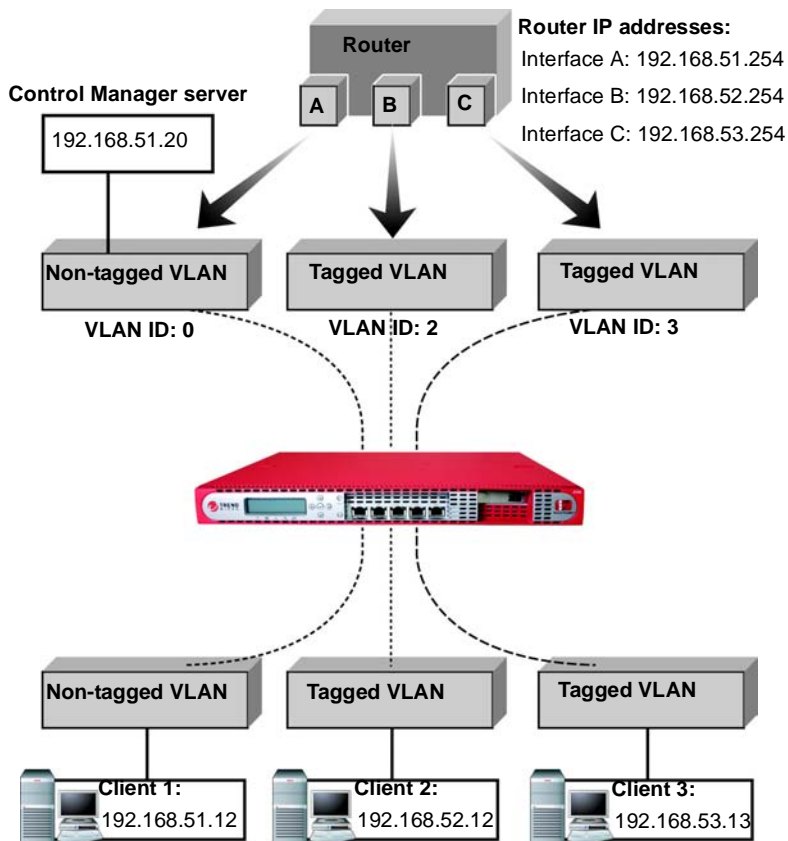 Router
Router IP addresses:
Interface A: 192.168.51.254
Interface B: 192.168.52.254
Interface C: 192.168.53.254
A
B
C
Control Manager server
192.168.51.20
Non-tagged VLAN
Tagged VLAN
Tagged VLAN
VLAN ID: 0
VLAN ID: 2
VLAN ID: 3
TREND
Non-tagged VLAN
Tagged VLAN
Tagged VLAN
Client 1:
192.168.51.12
Client 2:
192.168.52.12
Client 3:
192.168.53.13